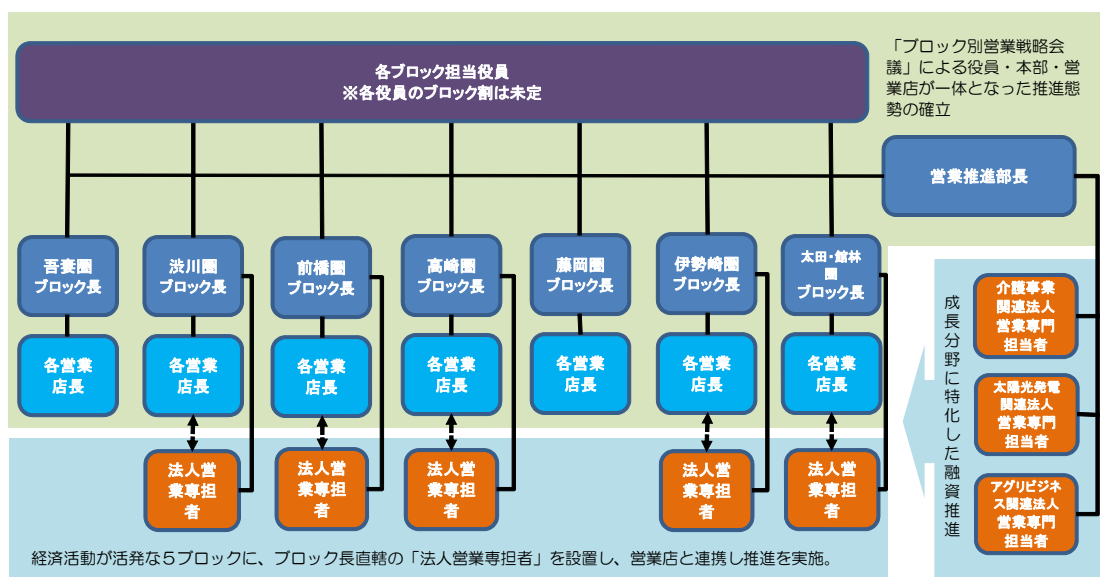 各ブロック担当役員
※各役員のブロック割は未定
「ブロック別営業戦略会
議」による役員・本部・営
業店が一体となった推進態
勢の確立
営業推進部長
吾妻圏
ブロック長
渋川圏
ブロック長
前橋圏
ブロック長
高崎圏
ブロック長
藤岡圏
ブロック長
伊勢崎圏
ブロック長
太田・館林
圏
ブロック長
各営業
店長
各営業
店長
各営業
店長
各営業
店長
各営業
店長
各営業
店長
各営業
店長
法人営
業専担
者
法人営
業専担
者
法人営
業専担
者
法人営
業専担
者
法人営
業専担
者
経済活動が活発な5ブロックに、ブロック長直轄の「法人営業専担者」を設置し、営業店と連携し推進を実施。
成長分野に特化した融資推進
介護事業
関連法人
営業専門
担当者
太陽光発電
関連法人
営業専門
担当者
アグリビジネ
ス関連法人
営業専門
担当者